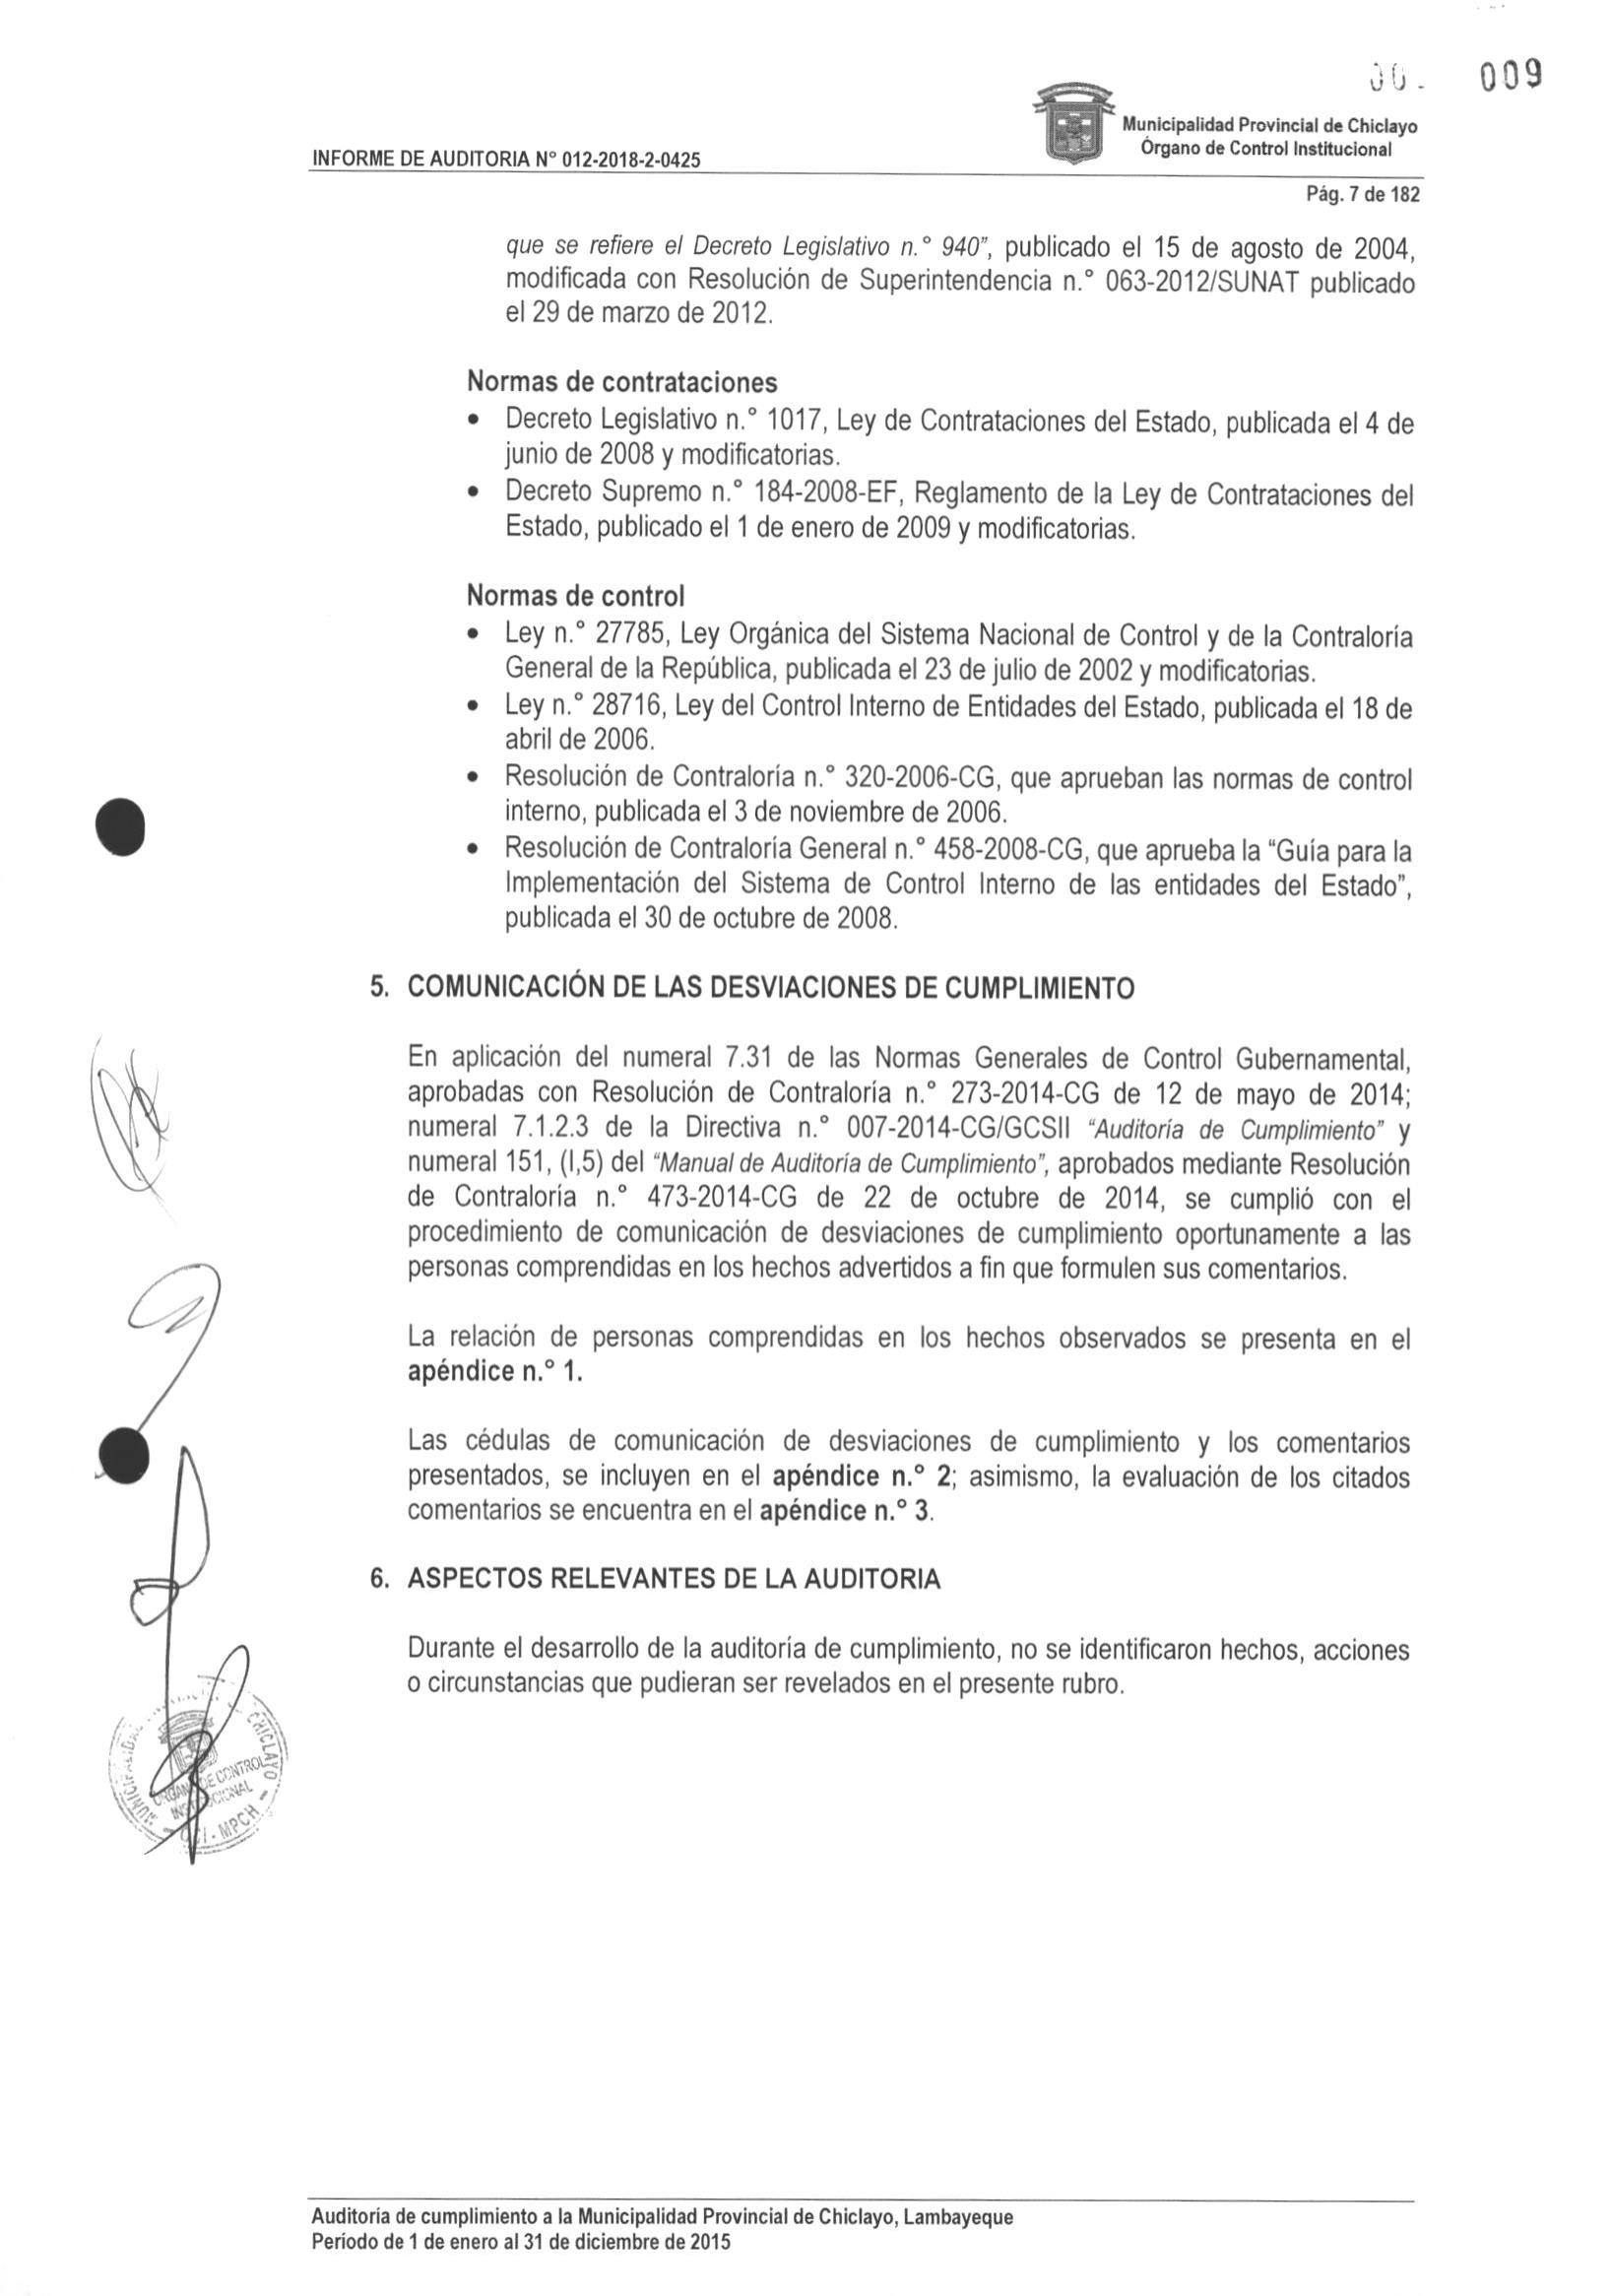 009
Municipalidad Provincial de Chiclayo
Órgano de Control Institucional
INFORME DE AUDITORIA N° 012-2018-2-0425
Pág. 7 de 182
que se refiere el Decreto Legislativo n.° 940”, publicado el 15 de agosto de 2004,
modificada con Resolución de Superintendencia n.° 063-2012/SUNAT publicado
el 29 de marzo de 2012.
Normas de contrataciones
• Decreto Legislativo n.° 1017, Ley de Contrataciones del Estado, publicada el 4 de
junio de 2008 y modificatorias.
• Decreto Supremo n.° 184-2008-EF, Reglamento de la Ley de Contrataciones del
Estado, publicado el 1 de enero de 2009 y modificatorias.
Normas de control
• Ley n.° 27785, Ley Orgánica del Sistema Nacional de Control y de la Contraloría
General de la República, publicada el 23 de julio de 2002 y modificatorias.
• Ley n.° 28716, Ley del Control Interno de Entidades del Estado, publicada el 18 de
abril de 2006.
• Resolución de Contraloría n.° 320-2006-CG, que aprueban las normas de control
interno, publicada el 3 de noviembre de 2006.
• Resolución de Contraloría General n.° 458-2008-CG, que aprueba la “Guía para la
Implementación del Sistema de Control Interno de las entidades del Estado”,
publicada el 30 de octubre de 2008.
5. COMUNICACIÓN DE LAS DESVIACIONES DE CUMPLIMIENTO
En aplicación del numeral 7.31 de las Normas Generales de Control Gubernamental,
aprobadas con Resolución de Contraloría n.° 273-2014-CG de 12 de mayo de 2014;
numeral 7.1.2.3 de la Directiva n.° 007-2014-CG/GCSII “Auditoría de Cumplimiento” y
numeral 151, (I,5) del “Manual de Auditoría de Cumplimiento”, aprobados mediante Resolución
de Contraloría n.° 473-2014-CG de 22 de octubre de 2014, se cumplió con el
procedimiento de comunicación de desviaciones de cumplimiento oportunamente a las
personas comprendidas en los hechos advertidos a fin que formulen sus comentarios.
La relación de personas comprendidas en los hechos observados se presenta en el
apéndice n.° 1.
Las cédulas de comunicación de desviaciones de cumplimiento y los comentarios
presentados, se incluyen en el apéndice n.° 2; asimismo, la evaluación de los citados
comentarios se encuentra en el apéndice n.° 3.
6. ASPECTOS RELEVANTES DE LA AUDITORIA
Durante el desarrollo de la auditoría de cumplimiento, no se identificaron hechos, acciones
o circunstancias que pudieran ser revelados en el presente rubro.
CHICLAYO
DE CONTROL
MPCH
Auditoría de cumplimiento a la Municipalidad Provincial de Chiclayo, Lambayeque
Período de 1 de enero al 31 de diciembre de 2015